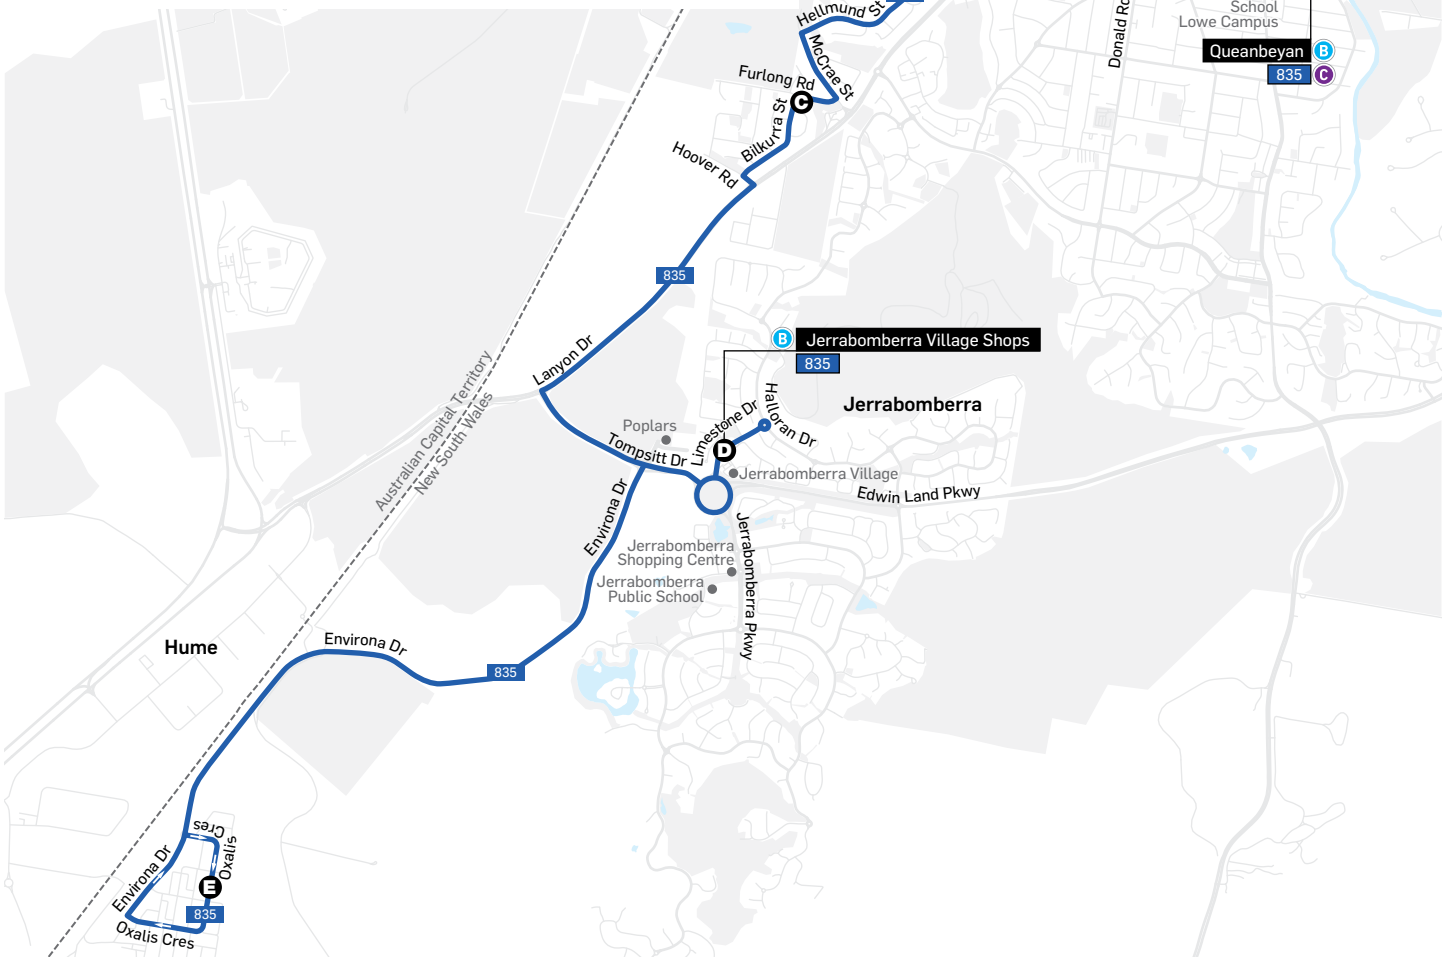 Hellmund St
School
Lowe Campus
Donald Rd
Queanbeyan B
835 C
McCrae St
Furlong Rd
C
Bilkurra St
Hoover Rd
835
B Jerrabomberra Village Shops
835
Lanyon Dr
Australian Capital Territory
New South Wales
Halloran Dr
Jerrabomberra
Limestone Dr
Poplars
D
Tompsitt Dr
Jerrabomberra Village
Edwin Land Pkwy
Environa Dr
Jerrabomberra
Shopping Centre
Jerrabomberra
Public School
Jerrabomberra Pkwy
Hume
Environa Dr
835
Oxalis
Cres
Environa Dr
E
835
Oxalis Cres